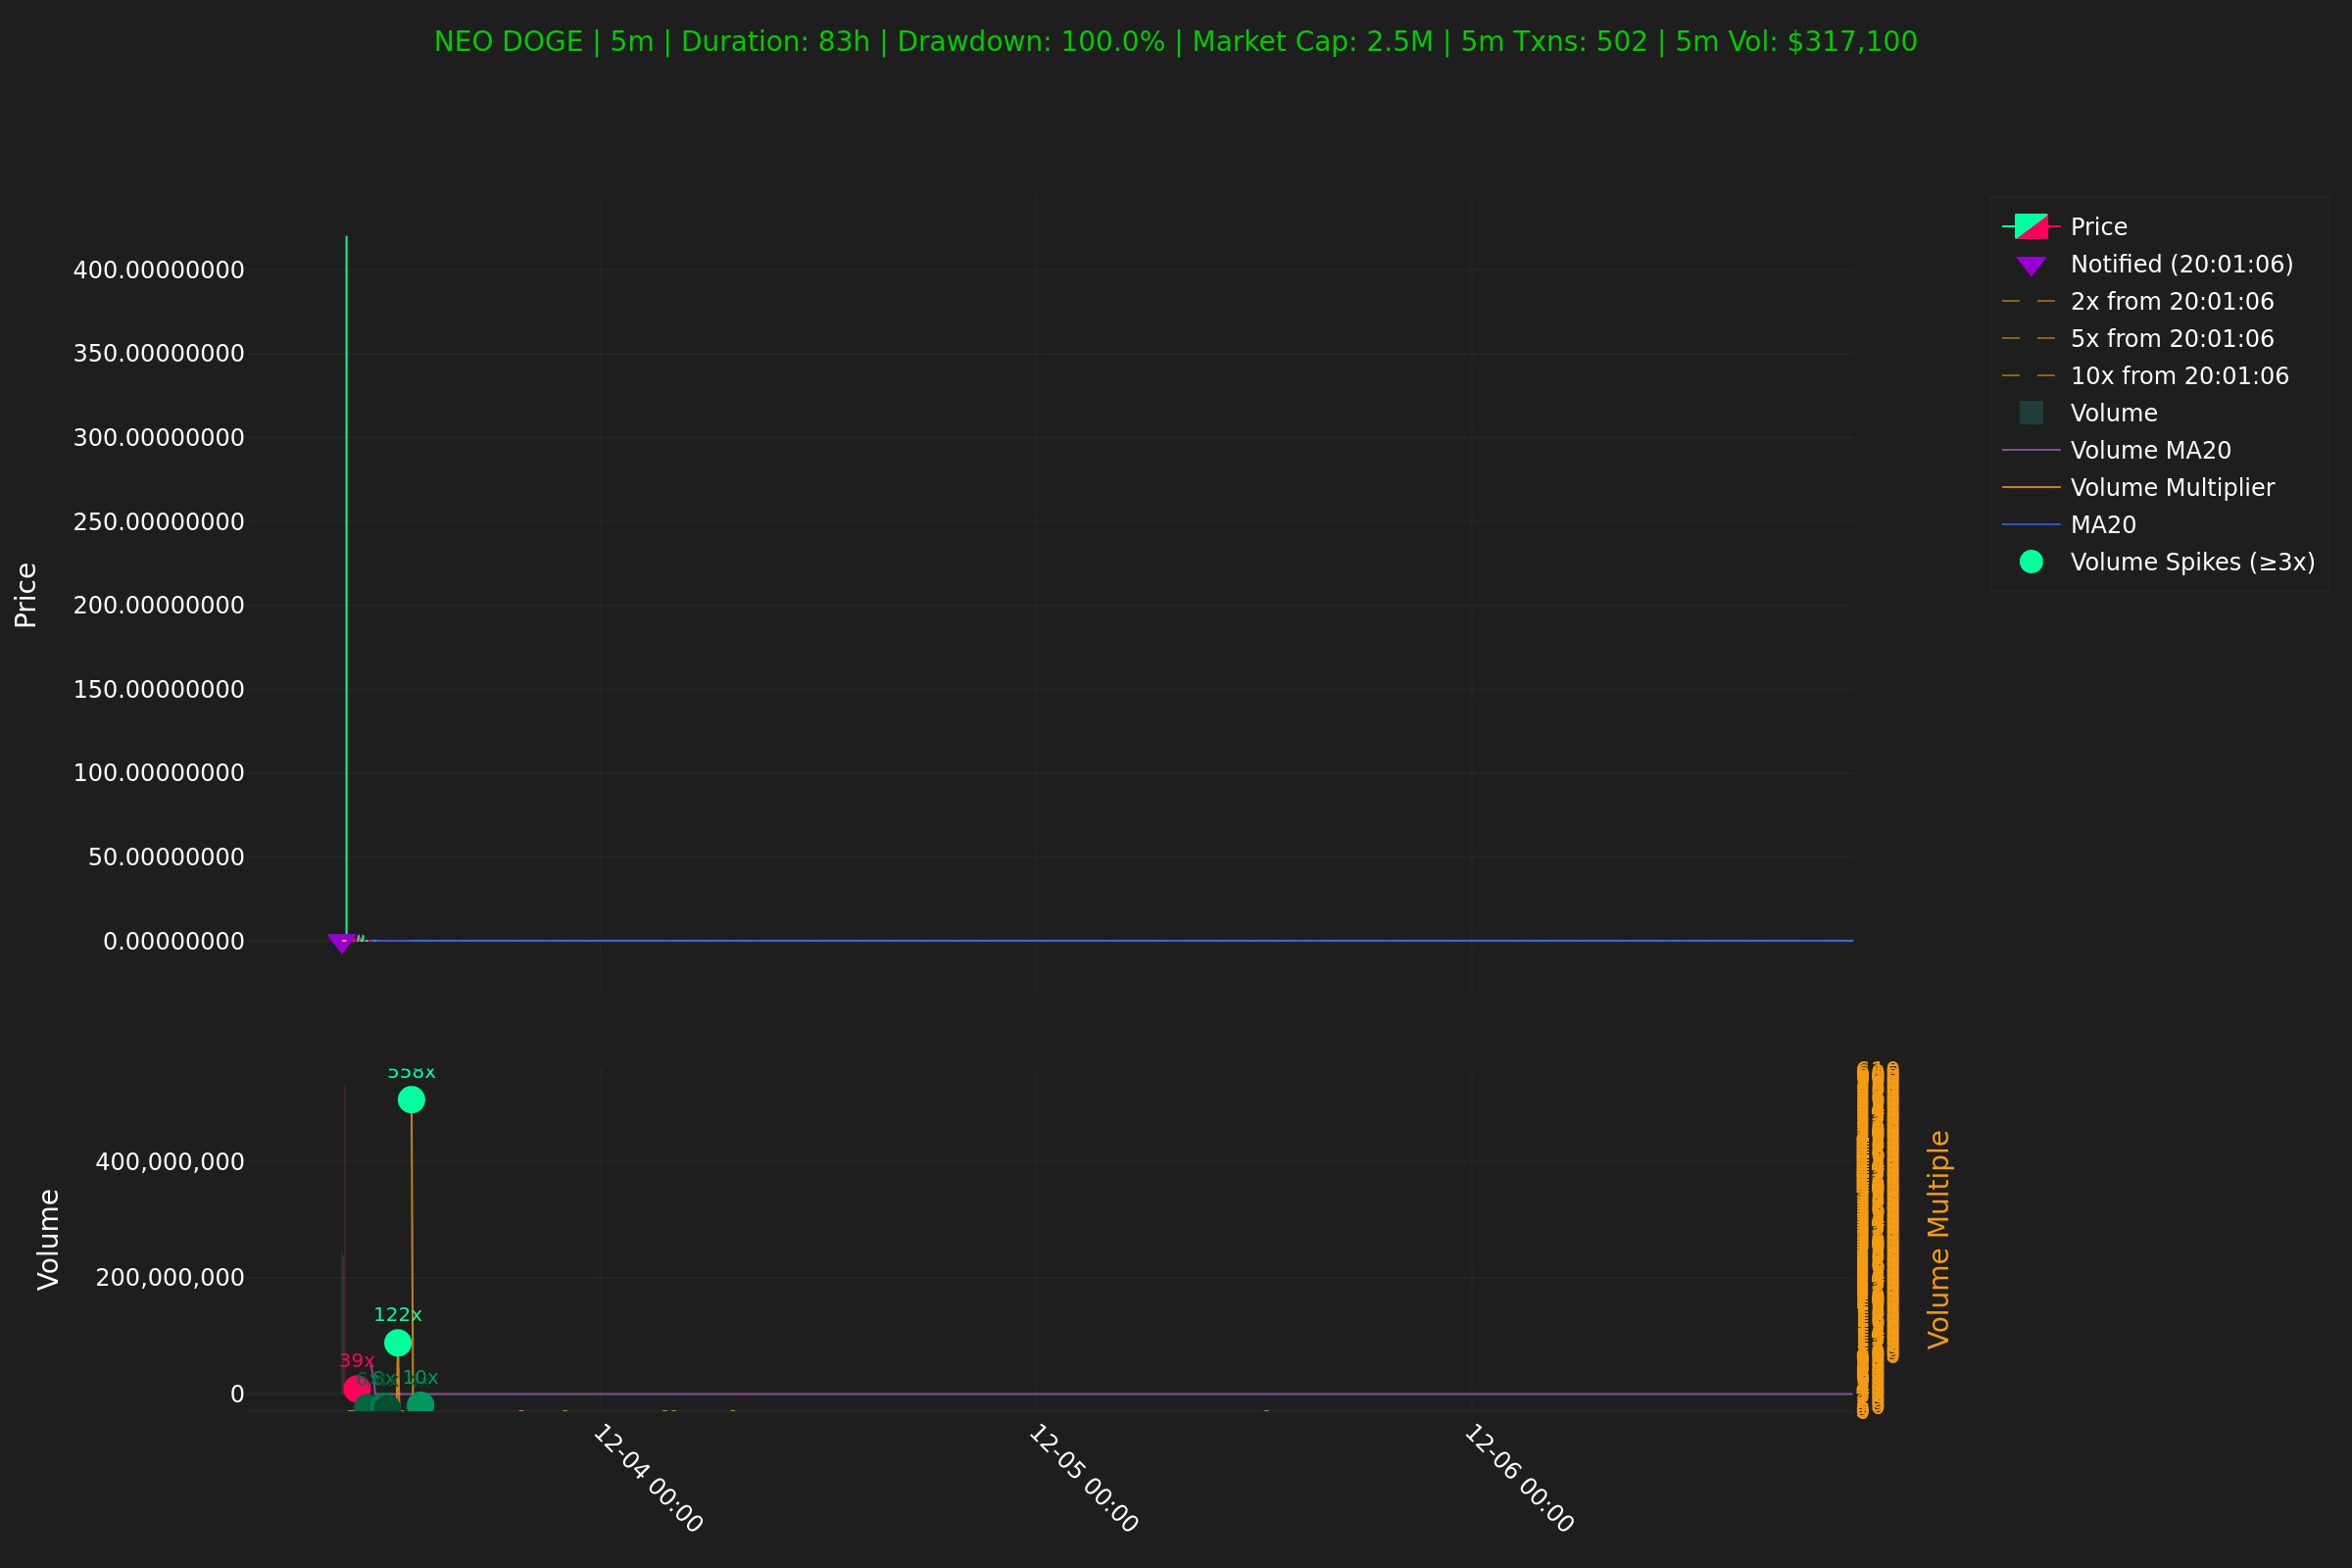 NEO DOGE | 5m | Duration: 83h | Drawdown: 100.0% | Market Cap: 2.5M | 5m Txns: 502 | 5m Vol: $317,100
Price
400.00000000
350.00000000
300.00000000
250.00000000
200.00000000
150.00000000
100.00000000
50.00000000
0.00000000
Price
Notified (20:01:06)
2x from 20:01:06
5x from 20:01:06
10x from 20:01:06
Volume
Volume MA20
Volume Multiplier
MA20
Volume Spikes (≥3x)
Volume
400,000,000
200,000,000
0
558x
122x
39x
8x
10x
Volume Multiple
12-04 00:00
12-05 00:00
12-06 00:00